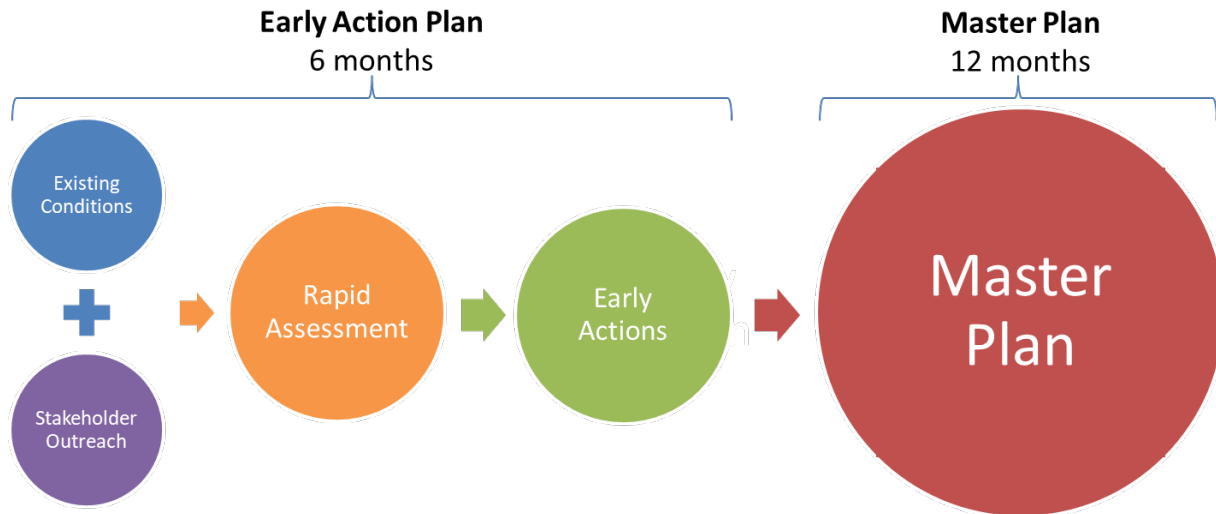 Early Action Plan
6 months
Master Plan
12 months
Existing
Conditions
Stakeholder
Outreach
Rapid
Assessment
Early
Actions
Master
Plan